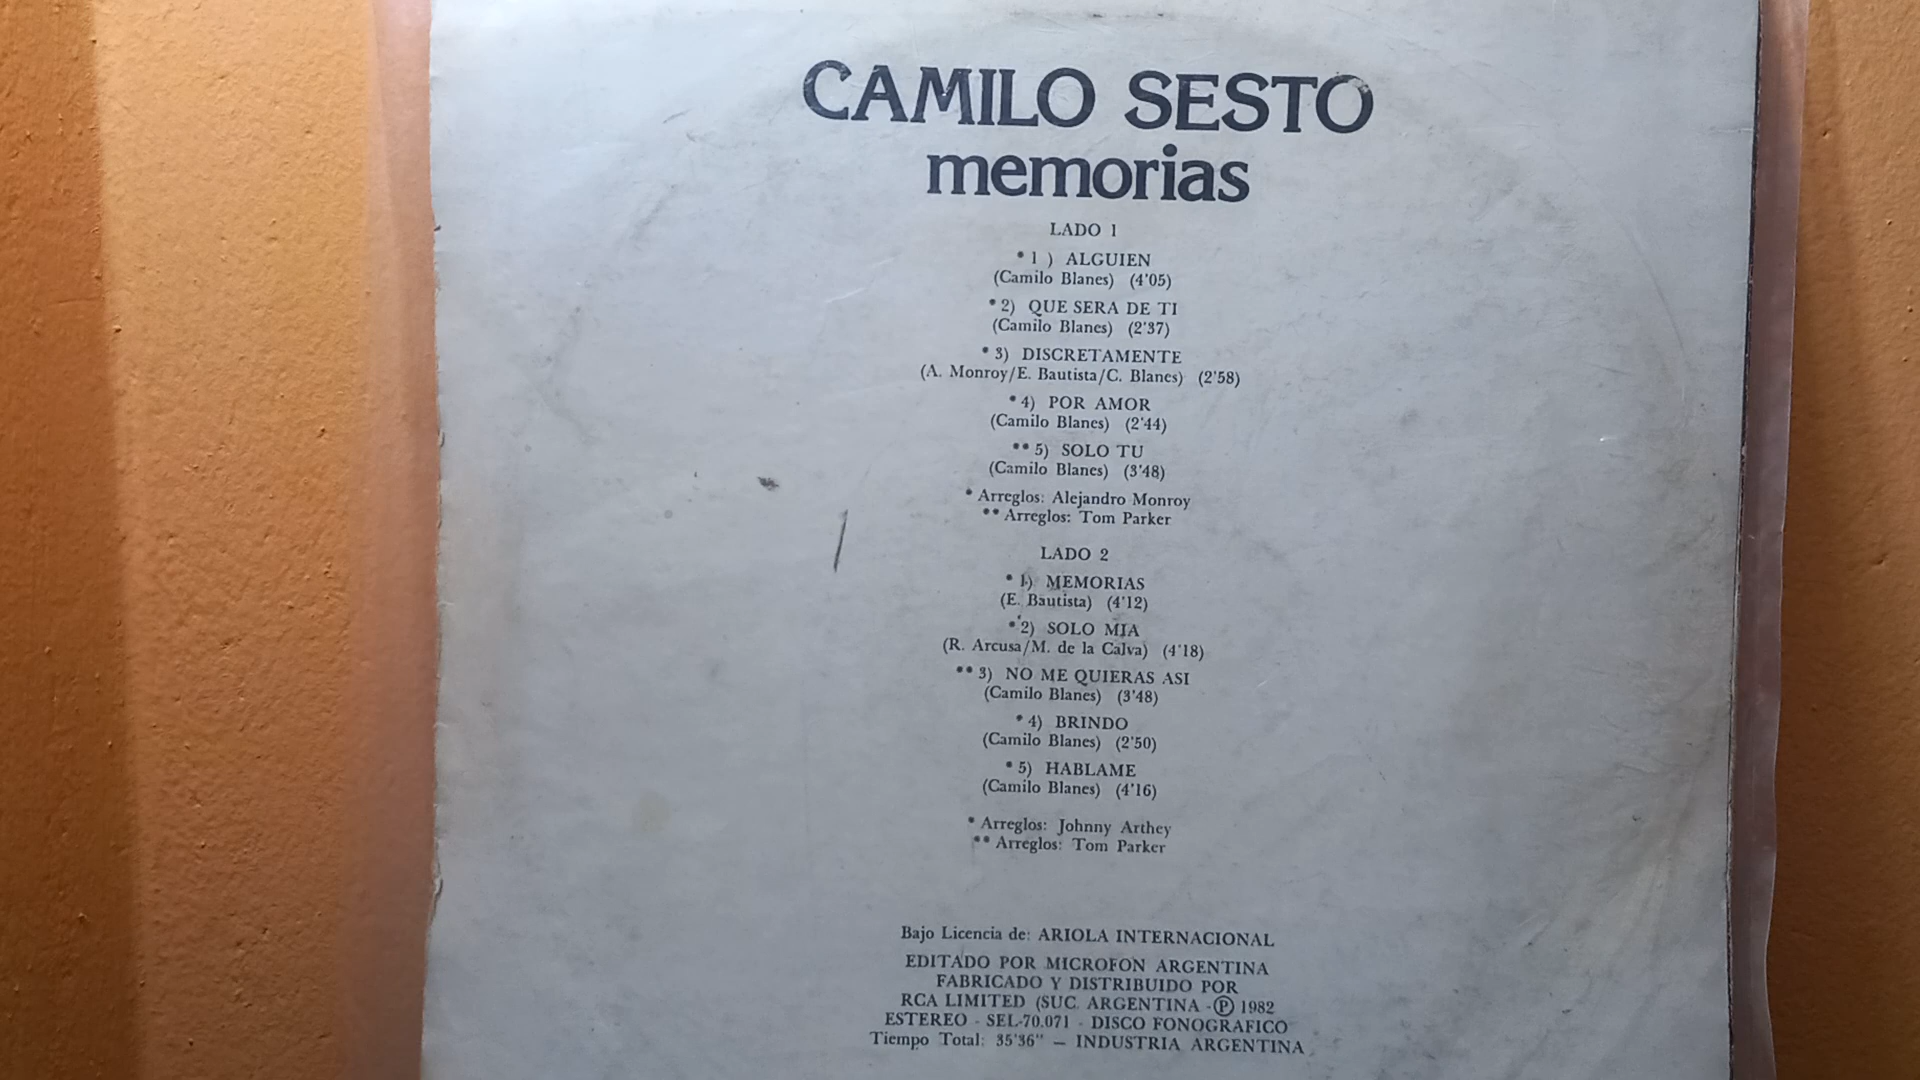 CAMILO SESTO
memorias
LADO 1
* 1 ) ALGUIEN
(Camilo Blanes) (4'05)
* 2) QUE SERA DE TI
(Camilo Blanes) (2'37)
* 3) DISCRETAMENTE
(A. Monroy/E. Bautista/C. Blanes) (2'58)
* 4) POR AMOR
(Camilo Blanes) (2'44)
** 5) SOLO TU
(Camilo Blanes) (3'48)
* Arreglos: Alejandro Monroy
** Arreglos: Tom Parker
LADO 2
* 1) MEMORIAS
(E. Bautista) (4'12)
* 2) SOLO MIA
(R. Arcusa/M. de la Calva) (4'18)
** 3) NO ME QUIERAS ASI
(Camilo Blanes) (3'48)
* 4) BRINDO
(Camilo Blanes) (2'50)
* 5) HABLAME
(Camilo Blanes) (4'16)
* Arreglos: Johnny Arthey
** Arreglos: Tom Parker
Bajo Licencia de: ARIOLA INTERNACIONAL
EDITADO POR MICROFON ARGENTINA
FABRICADO Y DISTRIBUIDO POR
RCA LIMITED (SUC. ARGENTINA - Ⓟ 1982
ESTEREO - SEL-70.071 - DISCO FONOGRAFICO
Tiempo Total: 35'36" — INDUSTRIA ARGENTINA